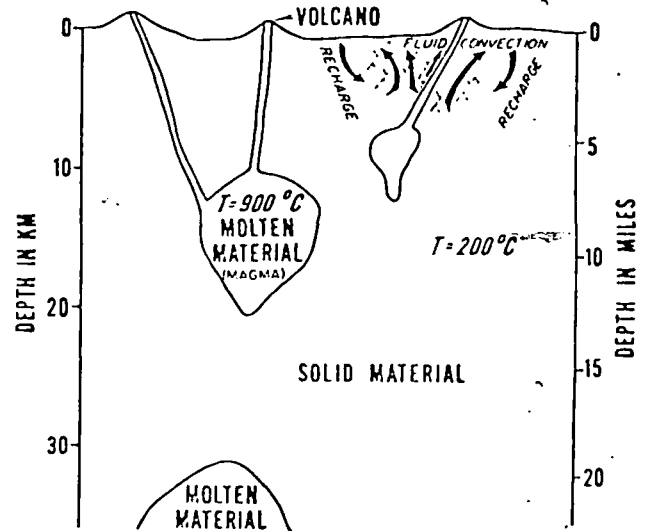 VOLCANO
0
0
FLUID CONVECTION
RECHARGE
RECHARGE
5
10
T=900 °C
MOLTEN
MATERIAL
(MAGMA)
T=200°C
10
DEPTH IN KM
DEPTH IN MILES
20
SOLID MATERIAL
15
30
20
MOLTEN
MATERIAL